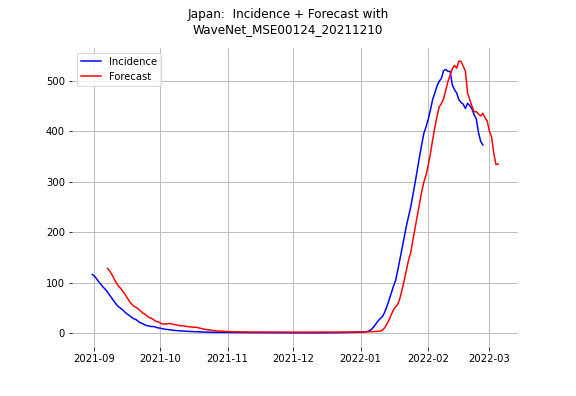 Japan:  Incidence + Forecast with
WaveNet_MSE00124_20211210
Incidence
Forecast
500
400
300
200
100
0
2021-09 2021-10 2021-11 2021-12 2022-01 2022-02 2022-03